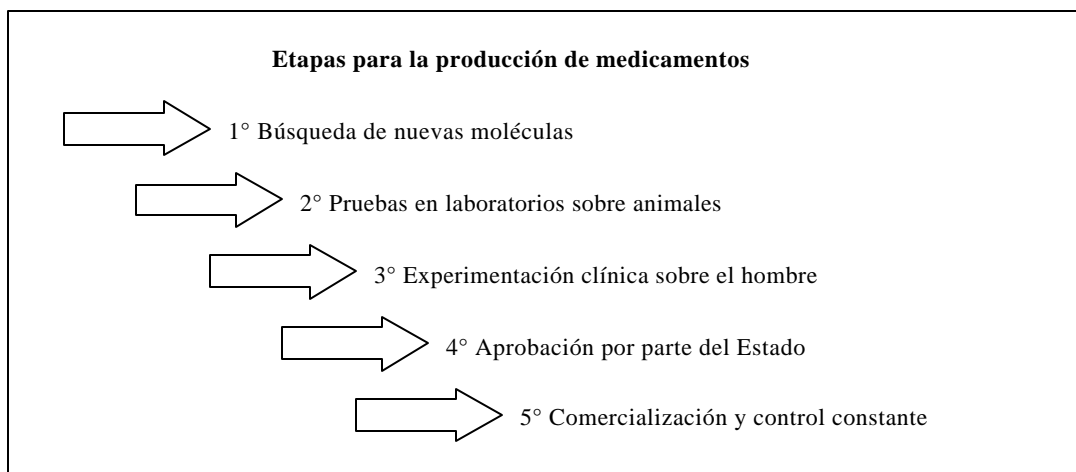 Etapas para la producción de medicamentos
1° Búsqueda de nuevas moléculas
2° Pruebas en laboratorios sobre animales
3° Experimentación clínica sobre el hombre
4° Aprobación por parte del Estado
5° Comercialización y control constante